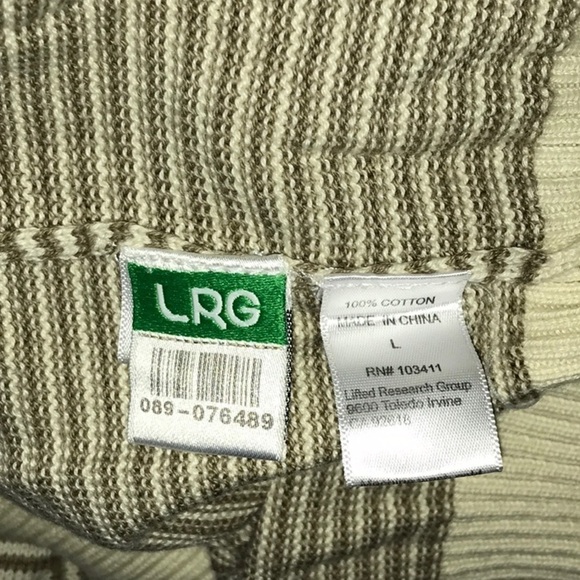 LRG
089-076489
100% COTTON
MADE IN CHINA
L
RN# 103411
Lifted Research Group
9600 Toledo Irvine
CA 92618